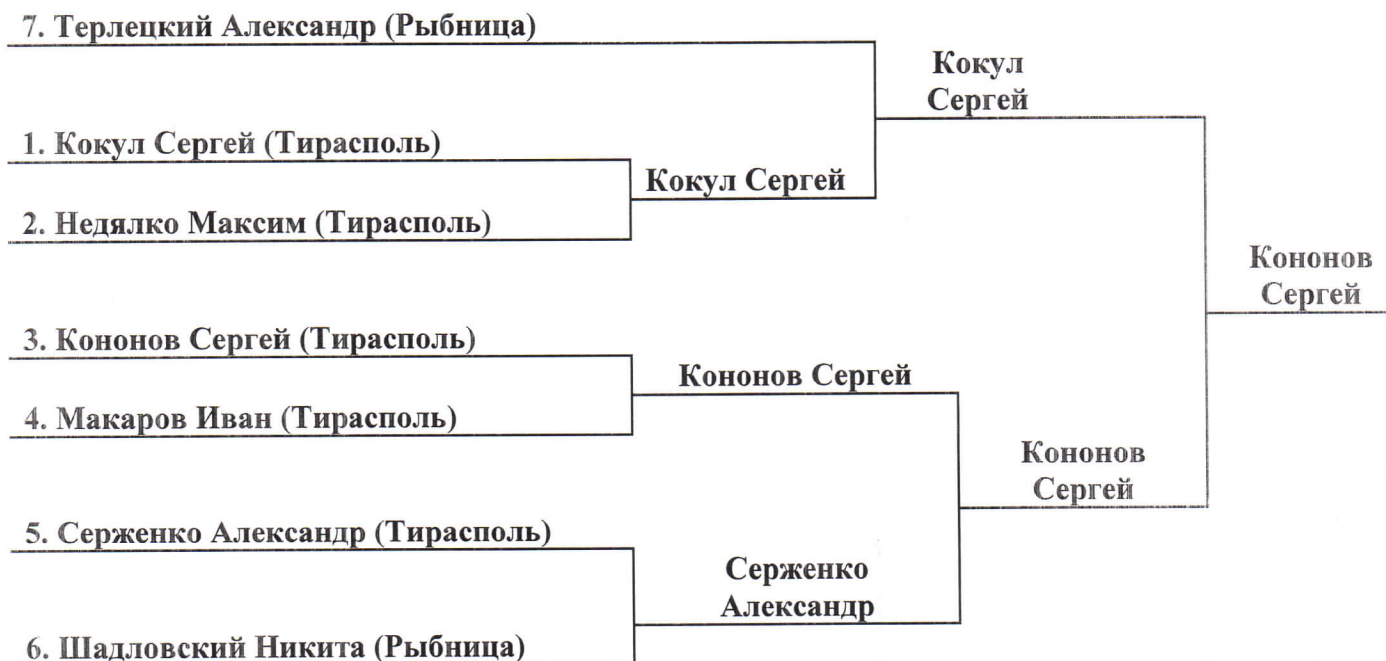 7. Терлецкий Александр (Рыбница)
Кокул
Сергей
1. Кокул Сергей (Тирасполь)
Кокул Сергей
2. Недялко Максим (Тирасполь)
Кононов
Сергей
3. Кононов Сергей (Тирасполь)
Кононов Сергей
4. Макаров Иван (Тирасполь)
Кононов
Сергей
5. Серженко Александр (Тирасполь)
Серженко
Александр
6. Шадловский Никита (Рыбница)